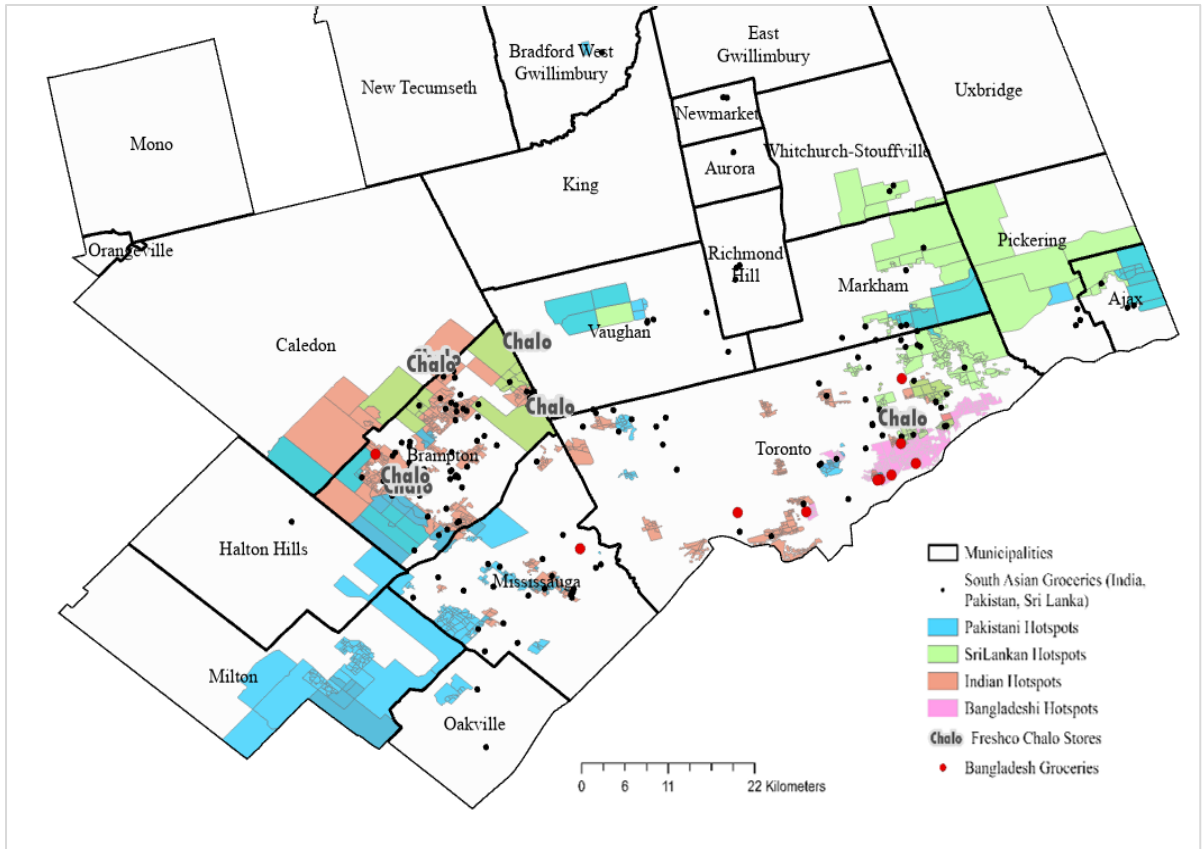 Bradford West
Gwillimbury
East
Gwillimbury
New Tecumseth
Uxbridge
Newmarket
Mono
Whitchurch-Stouffville
Aurora
King
Orangeville
Richmond
Hill
Pickering
Markham
Ajax
Vaughan
Caledon
Chalo
Chalo
Chalo
Chalo
Toronto
Brampton
Chalo
Chalo
Halton Hills
Mississauga
Milton
Oakville
Municipalities
South Asian Groceries (India,
Pakistan, Sri Lanka)
Pakistani Hotspots
SriLankan Hotspots
Indian Hotspots
Bangladeshi Hotspots
Chalo Freshco Chalo Stores
Bangladesh Groceries
0 6 11 22 Kilometers